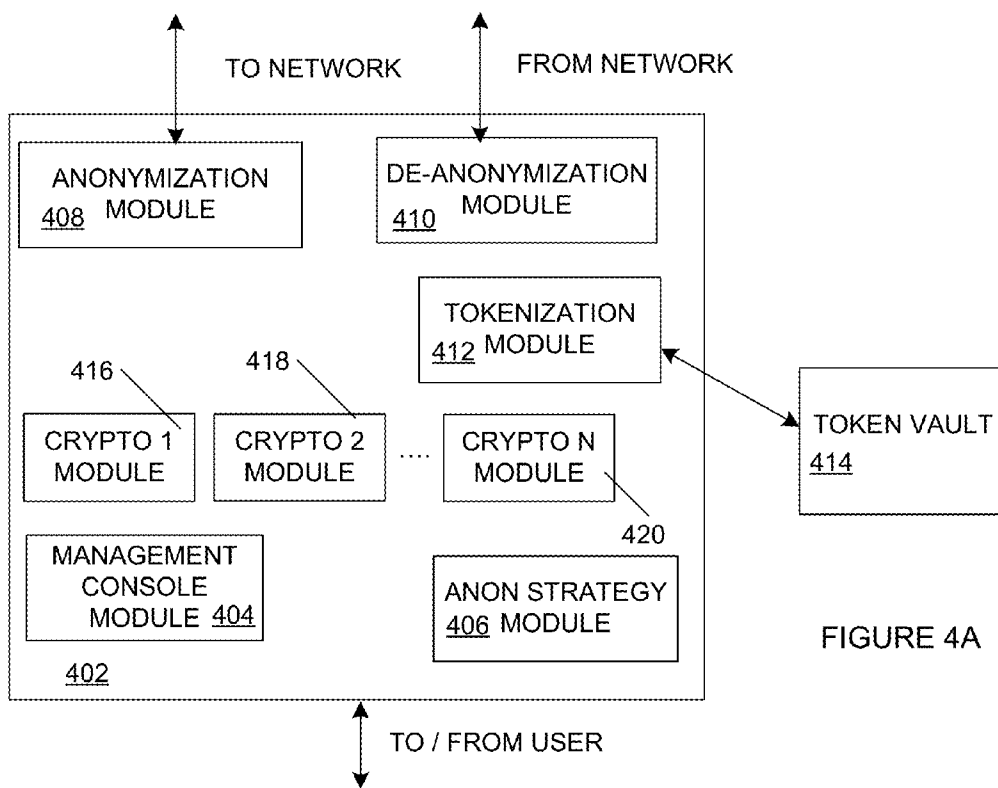 TO NETWORK
FROM NETWORK
ANONYMIZATION
408 MODULE
DE-ANONYMIZATION
410 MODULE
TOKENIZATION
412 MODULE
416
418
CRYPTO 1
MODULE
CRYPTO 2
MODULE
....
CRYPTO N
MODULE
420
TOKEN VAULT
414
MANAGEMENT
CONSOLE
MODULE 404
ANON STRATEGY
406 MODULE
402
FIGURE 4A
TO / FROM USER